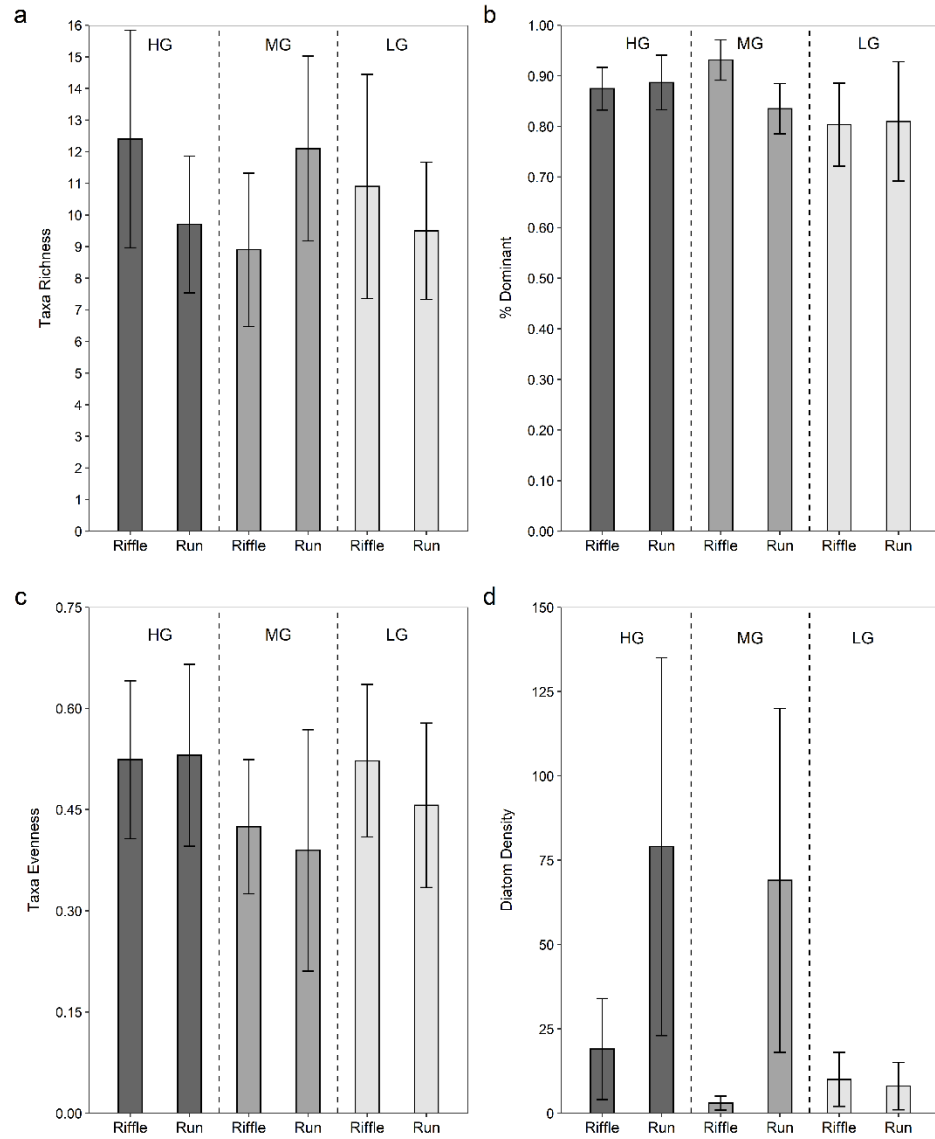 a
HG MG LG
Taxa Richness
16
15
14
13
12
11
10
9
8
7
6
5
4
3
2
1
0
Riffle Run Riffle Run Riffle Run
b
HG MG LG
% Dominant
1.00
0.90
0.80
0.70
0.60
0.50
0.40
0.30
0.20
0.10
0.00
Riffle Run Riffle Run Riffle Run
c
HG MG LG
Taxa Evenness
0.75
0.60
0.45
0.30
0.15
0.00
Riffle Run Riffle Run Riffle Run
d
HG MG LG
Diatom Density
150
125
100
75
50
25
0
Riffle Run Riffle Run Riffle Run